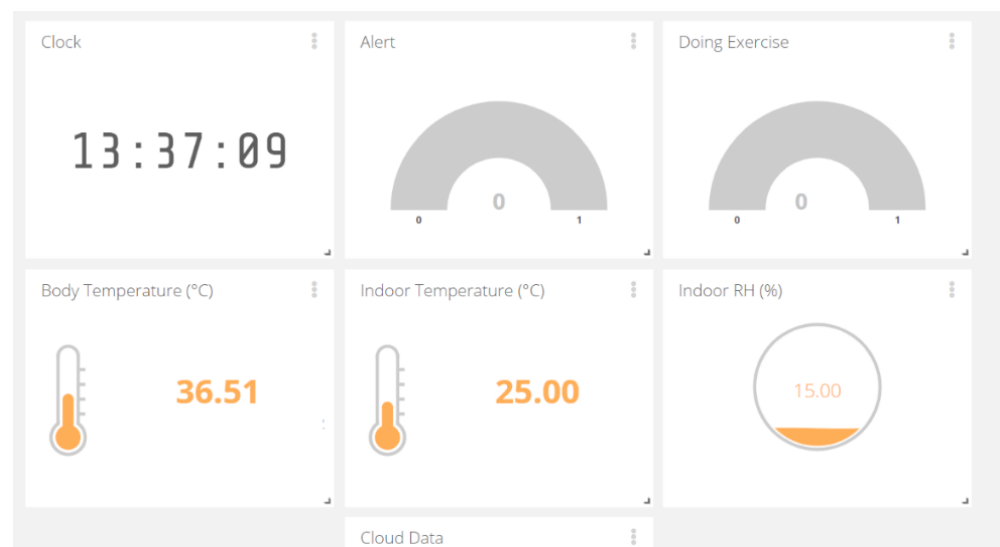 Clock
13:37:09
Alert
0
0 1
Doing Exercise
0
0 1
Body Temperature (°C)
36.51
Indoor Temperature (°C)
25.00
Indoor RH (%)
15.00
Cloud Data